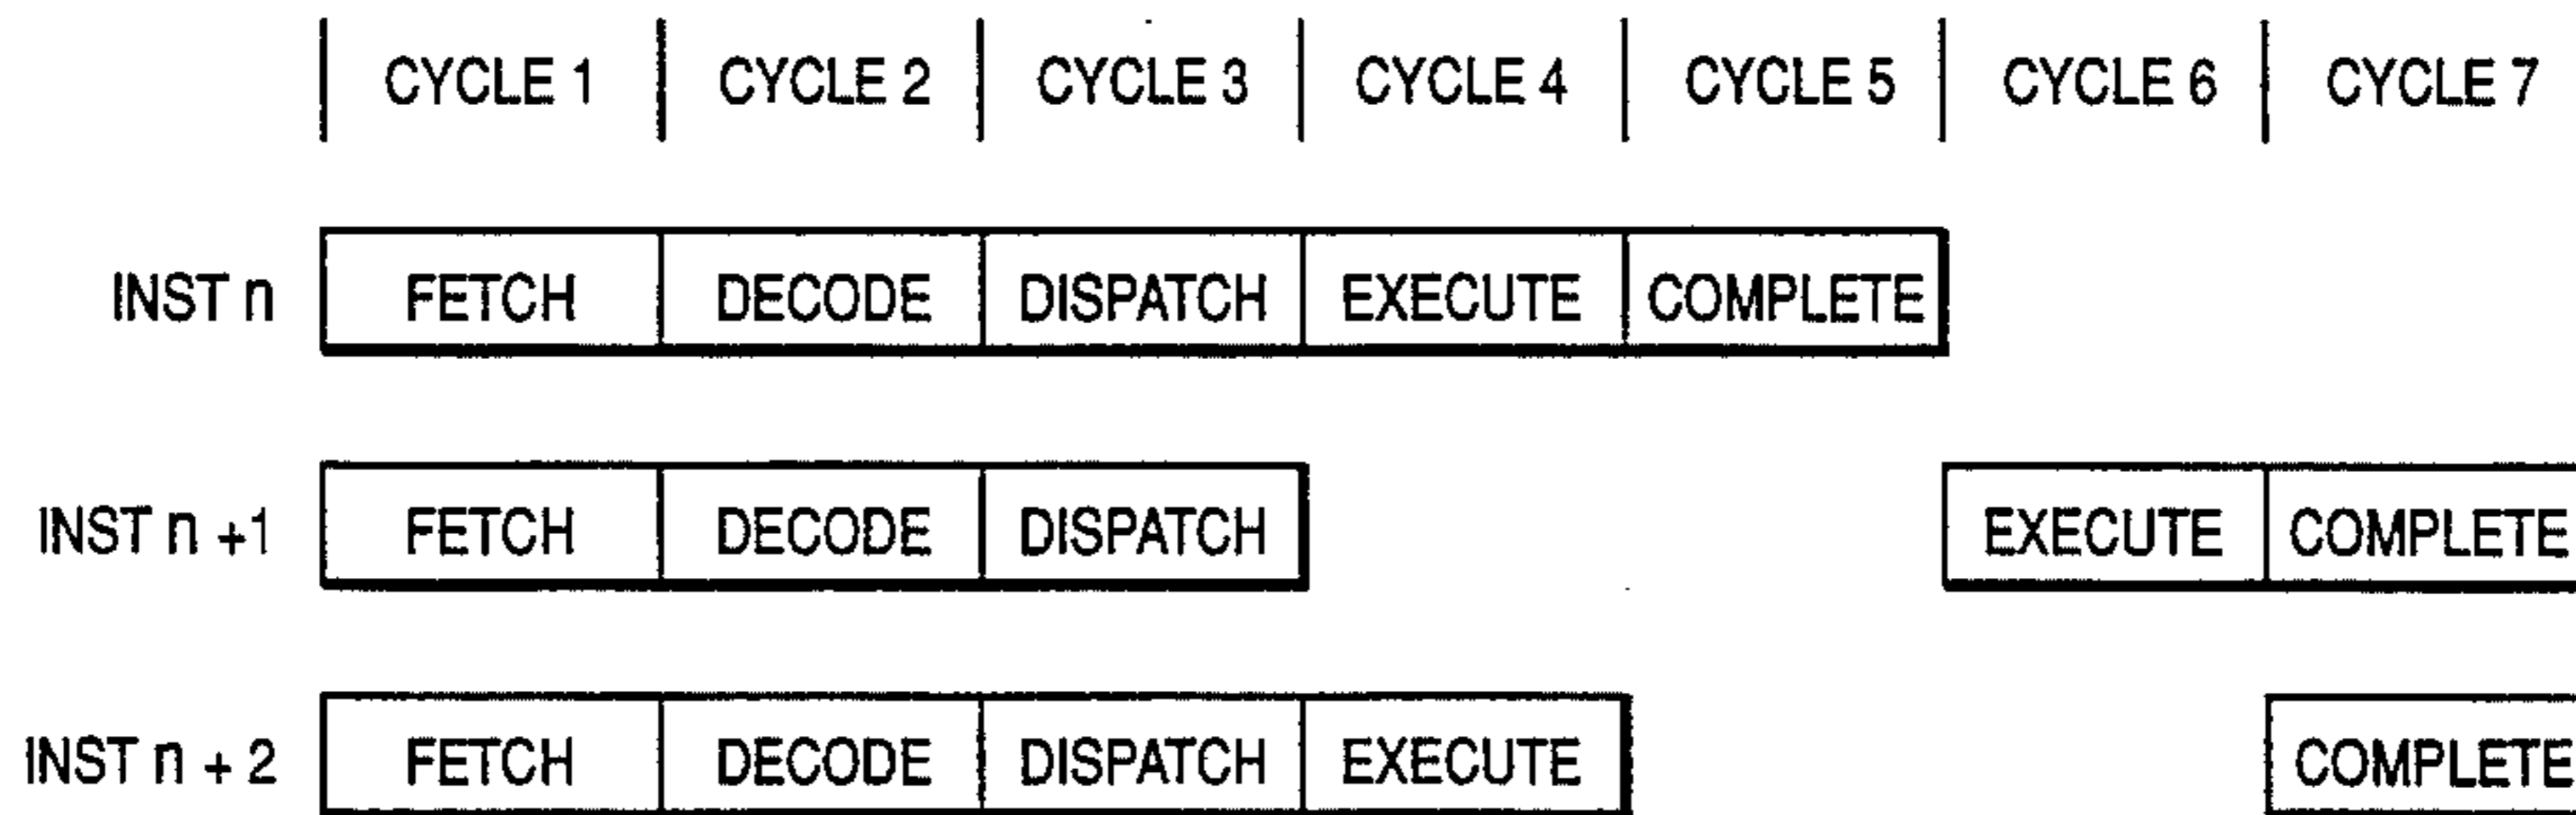 CYCLE 1 CYCLE 2 CYCLE 3 CYCLE 4 CYCLE 5 CYCLE 6 CYCLE 7
INST n FETCH DECODE DISPATCH EXECUTE COMPLETE
INST n +1 FETCH DECODE DISPATCH EXECUTE COMPLETE
INST n + 2 FETCH DECODE DISPATCH EXECUTE COMPLETE